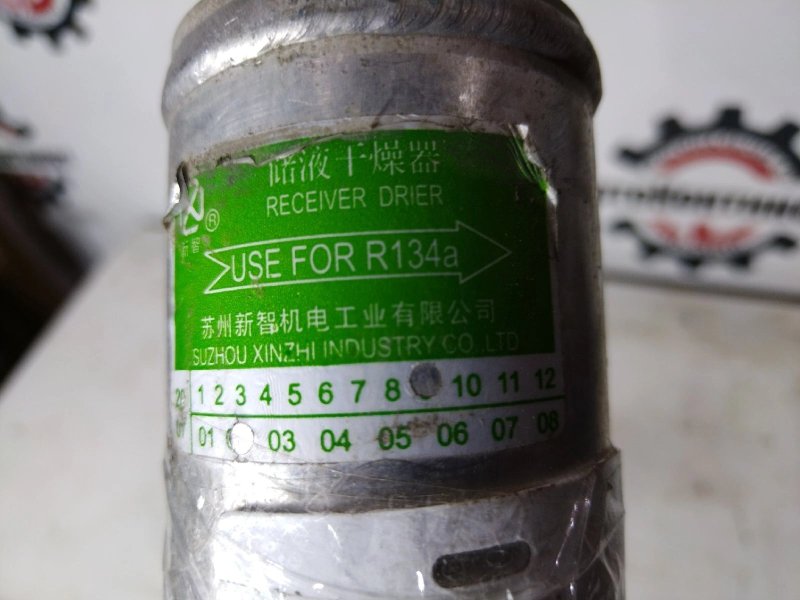 储液干燥器
RECEIVER DRIER
®
新智
USE FOR R134a
苏州新智机电工业有限公司
SUZHOU XINZHI INDUSTRY CO.,LTD
1 2 3 4 5 6 7 8 10 11 12
01 03 04 05 06 07 08